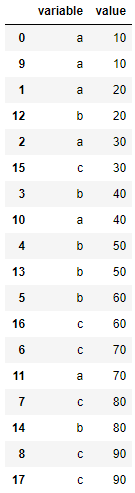 variable value
0 a 10
9 a 10
1 a 20
12 b 20
2 a 30
15 c 30
3 b 40
10 a 40
4 b 50
13 b 50
5 b 60
16 c 60
6 c 70
11 a 70
7 c 80
14 b 80
8 c 90
17 c 90